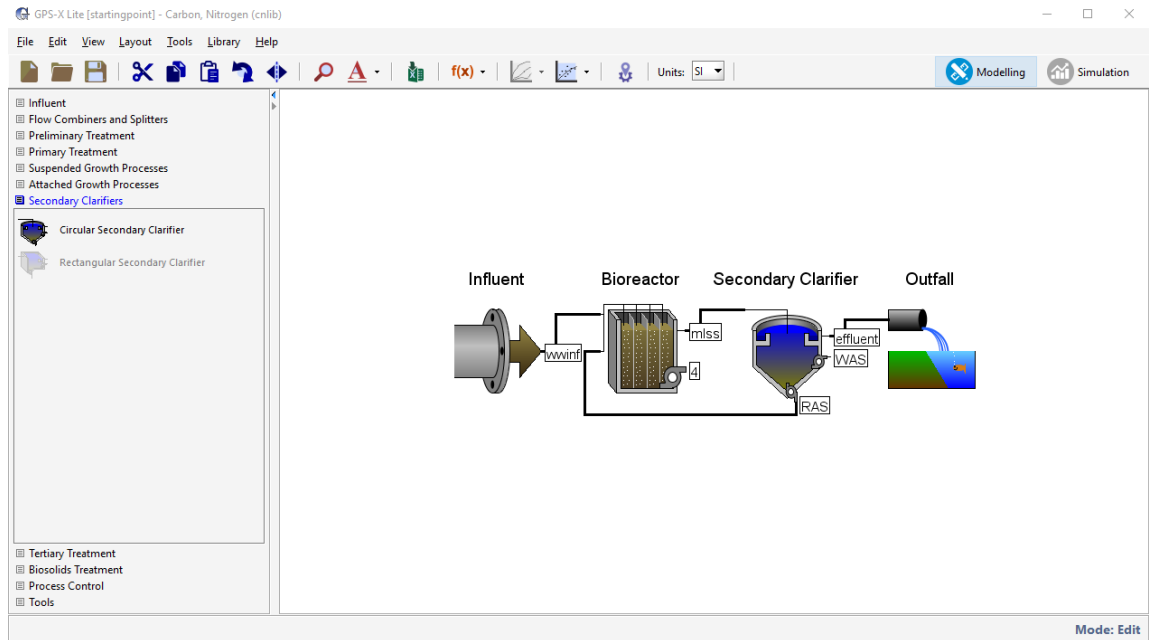 GPS-X Lite [startingpoint] - Carbon, Nitrogen (cnlib)
File Edit View Layout Tools Library Help
A f(x) Units: SI Modelling Simulation
Influent
Flow Combiners and Splitters
Preliminary Treatment
Primary Treatment
Suspended Growth Processes
Attached Growth Processes
Secondary Clarifiers
Circular Secondary Clarifier
Rectangular Secondary Clarifier
Tertiary Treatment
Biosolids Treatment
Process Control
Tools
Influent Bioreactor Secondary Clarifier Outfall
mlss
effluent
wwinf
WAS
4
RAS
Mode: Edit